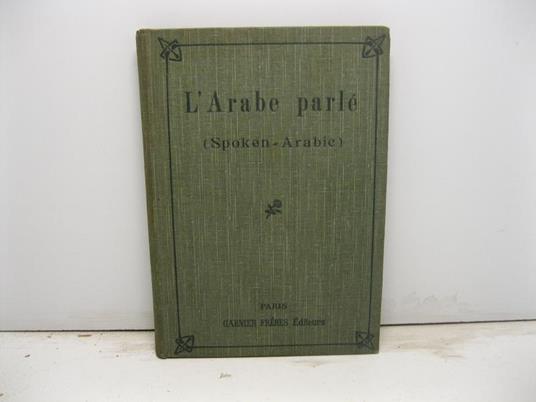 L'Arabe parlé
(Spoken-Arabic)
PARIS
GARNIER FRÈRES Éditeurs